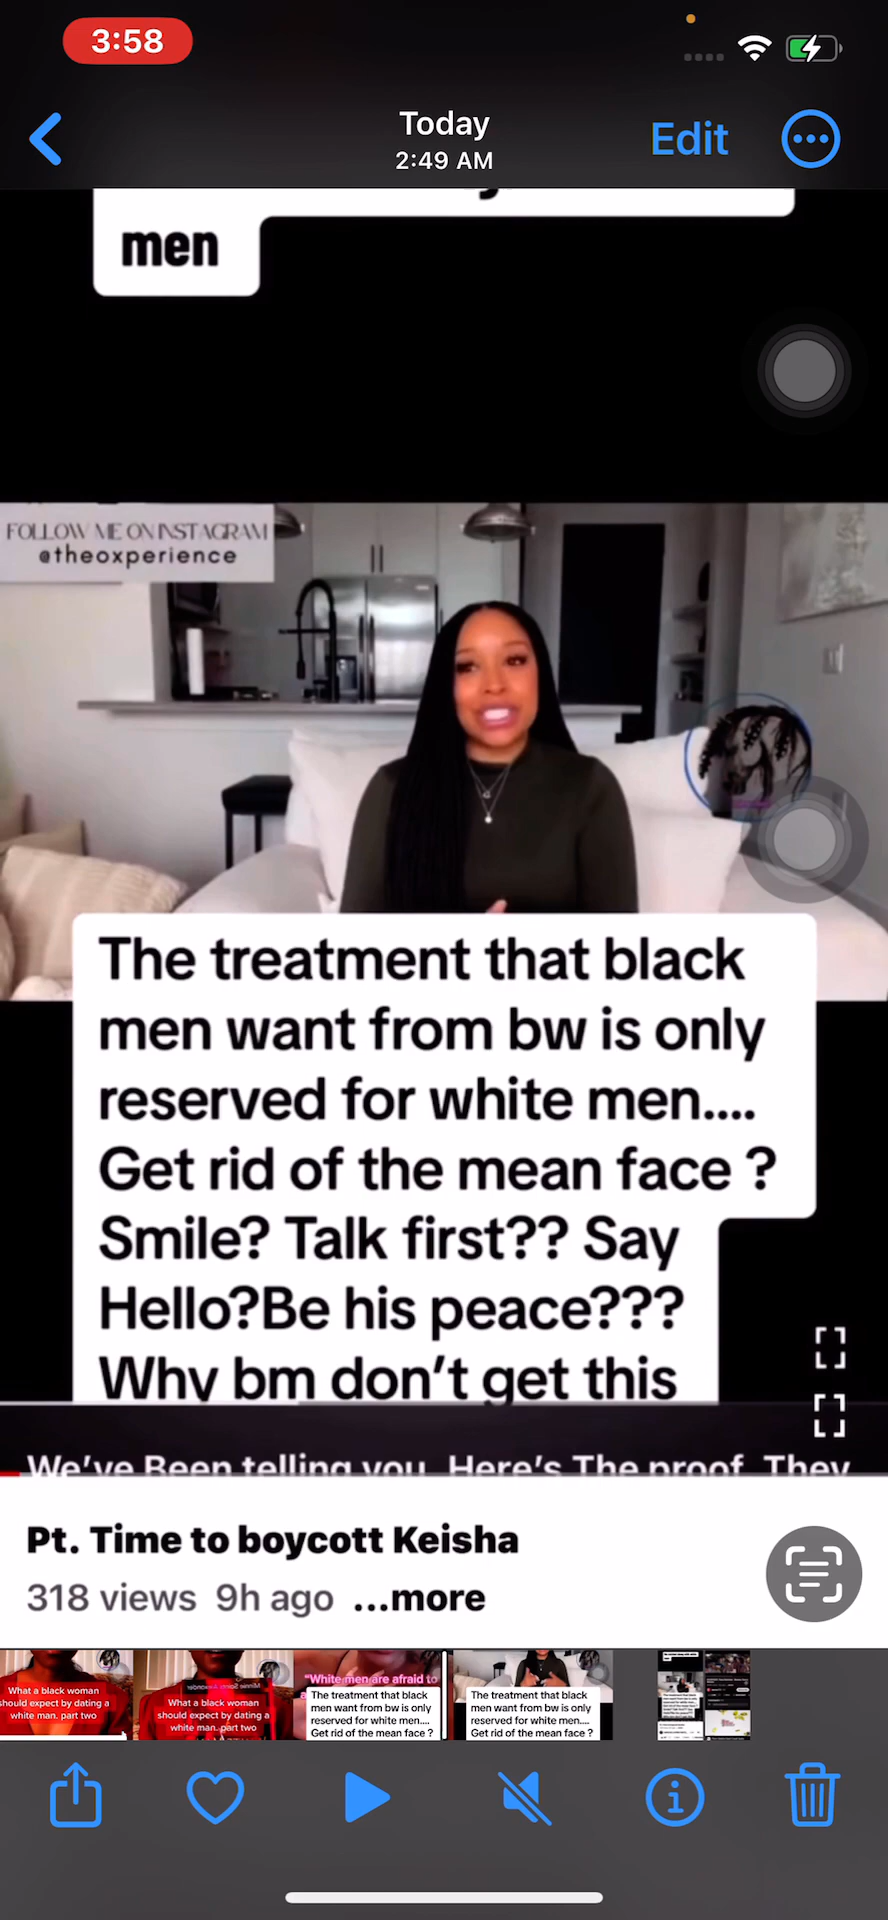 3:58
Today
2:49 AM
Edit
men
FOLLOW ME ON INSTAGRAM
@theoxperience
The treatment that black
men want from bw is only
reserved for white men....
Get rid of the mean face ?
Smile? Talk first?? Say
Hello?Be his peace???
Why bm don't get this
We've Been telling you. Here's The proof. They
Pt. Time to boycott Keisha
318 views 9h ago ...more
What a black woman
should expect by dating a
white man. part two
What a black woman
should expect by dating a
white man. part two
"White men are afraid to
The treatment that black
men want from bw is only
reserved for white men....
Get rid of the mean face ?
The treatment that black
men want from bw is only
reserved for white men....
Get rid of the mean face ?